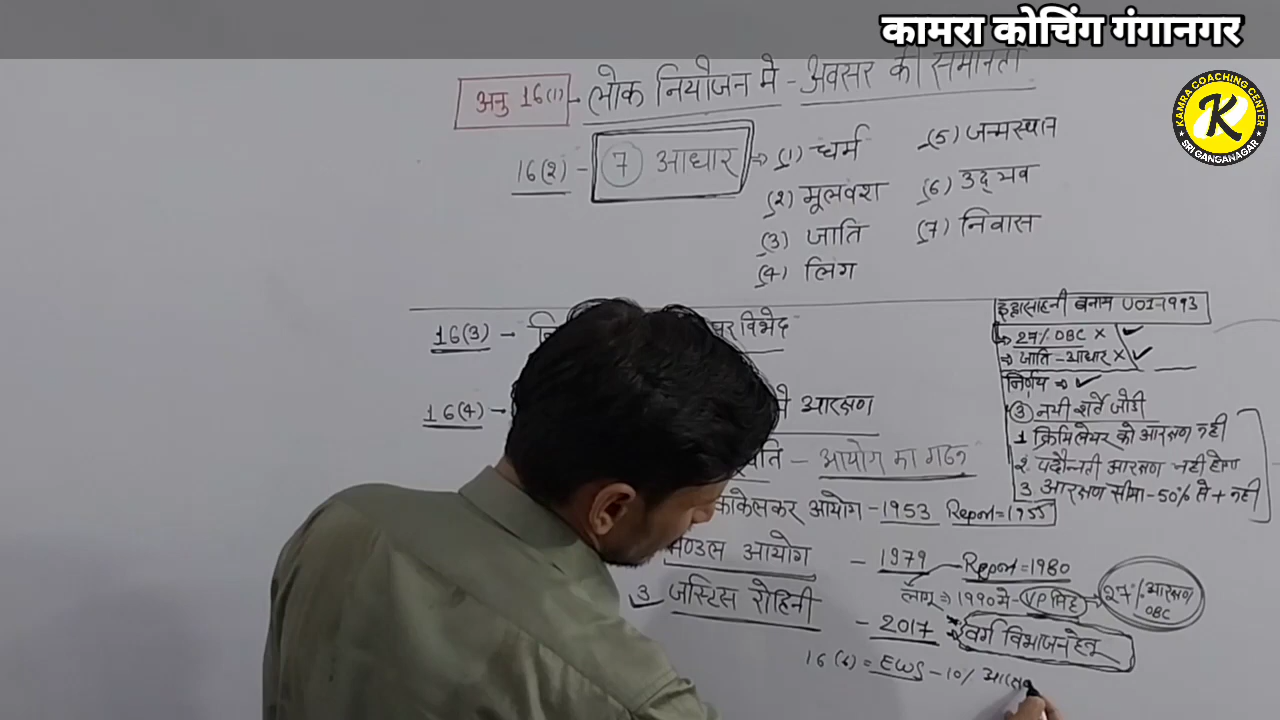 कामरा कोचिंग गंगानगर
KAMRA COACHING CENTER
K
SRI GANGANAGAR
अनु 16(1) - लोक नियोजन मे - अवसर की समानता
16(2) - 7 आधार → (1) धर्म
(2) मूलवंश
(3) जाति
(4) लिंग
(5) जन्मस्थान
(6) उद्भव
(7) निवास
16(3) - विभेद
16(4) - आरक्षण
- आयोग का गठन
काकेलकर आयोग - 1953 Report = 1955
मण्डल आयोग - 1979 - Report = 1980
लागू ⇒ 1990 मे - VP सिंह → 27% आरक्षण OBC
3 जस्टिस रोहिनी - 2017 ⇒ वर्ग विभाजन हेतु
16(6) = EWS - 10% आरक्ष
इन्द्रासाहनी बनाम UOI-1993
→ 27% OBC × ✓
⇒ जाति - आधार × ✓
निर्णय ⇒ ✓
③ नयी शर्ते जोडी
1 क्रिमिलेयर को आरक्षण नही
2 पदौन्नती आरक्षण नही होगा
3 आरक्षण सीमा - 50% से + नही